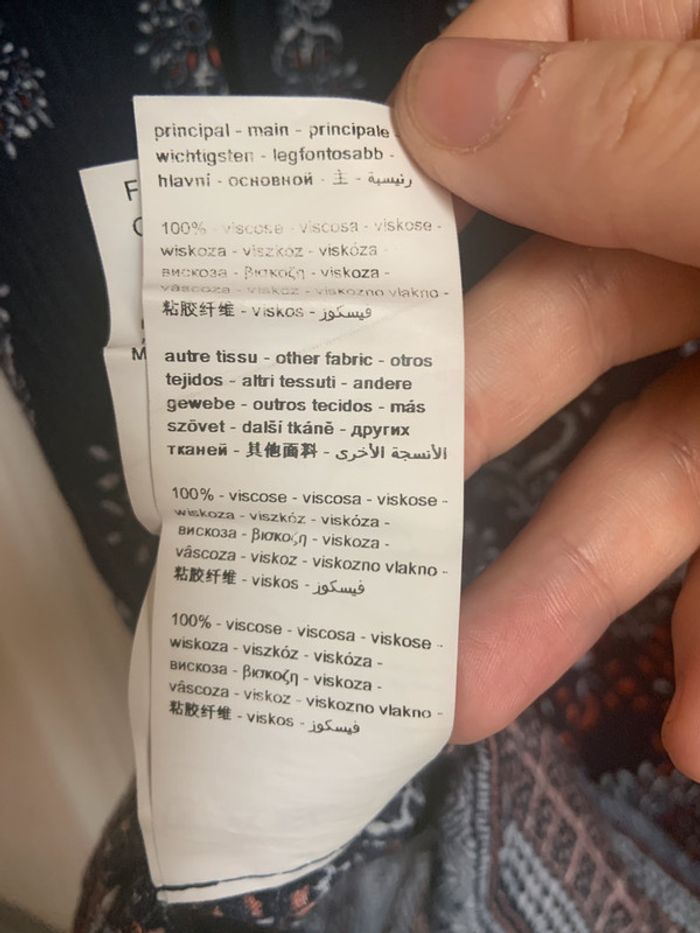 principal - main - principale -
wichtigsten - legfontosabb -
hlavní - основной - 主 - رئيسية
100% - viscose - viscosa - viskose -
wiskoza - viszkóz - viskóza -
вискоза - βισκοζη - viskoza -
vâscoza - viskoz - viskozno vlakno -
粘胶纤维 - viskos - فيسكوز
autre tissu - other fabric - otros
tejidos - altri tessuti - andere
gewebe - outros tecidos - más
szövet - další tkáně - других
тканей - 其他面料 - الأنسجة الأخرى
100% - viscose - viscosa - viskose -
wiskoza - viszkóz - viskóza -
вискоза - βισκοζη - viskoza -
vâscoza - viskoz - viskozno vlakno -
粘胶纤维 - viskos - فيسكوز
100% - viscose - viscosa - viskose -
wiskoza - viszkóz - viskóza -
вискоза - βισκοζη - viskoza -
vâscoza - viskoz - viskozno vlakno -
粘胶纤维 - viskos - فيسكوز